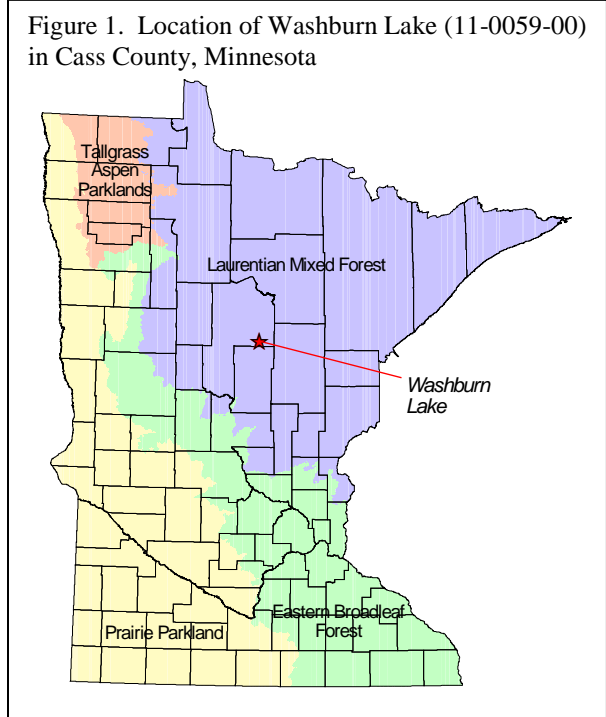 Figure 1.  Location of Washburn Lake (11-0059-00)
in Cass County, Minnesota
Tallgrass
Aspen
Parklands
Laurentian Mixed Forest
Washburn
Lake
Eastern Broadleaf
Forest
Prairie Parkland